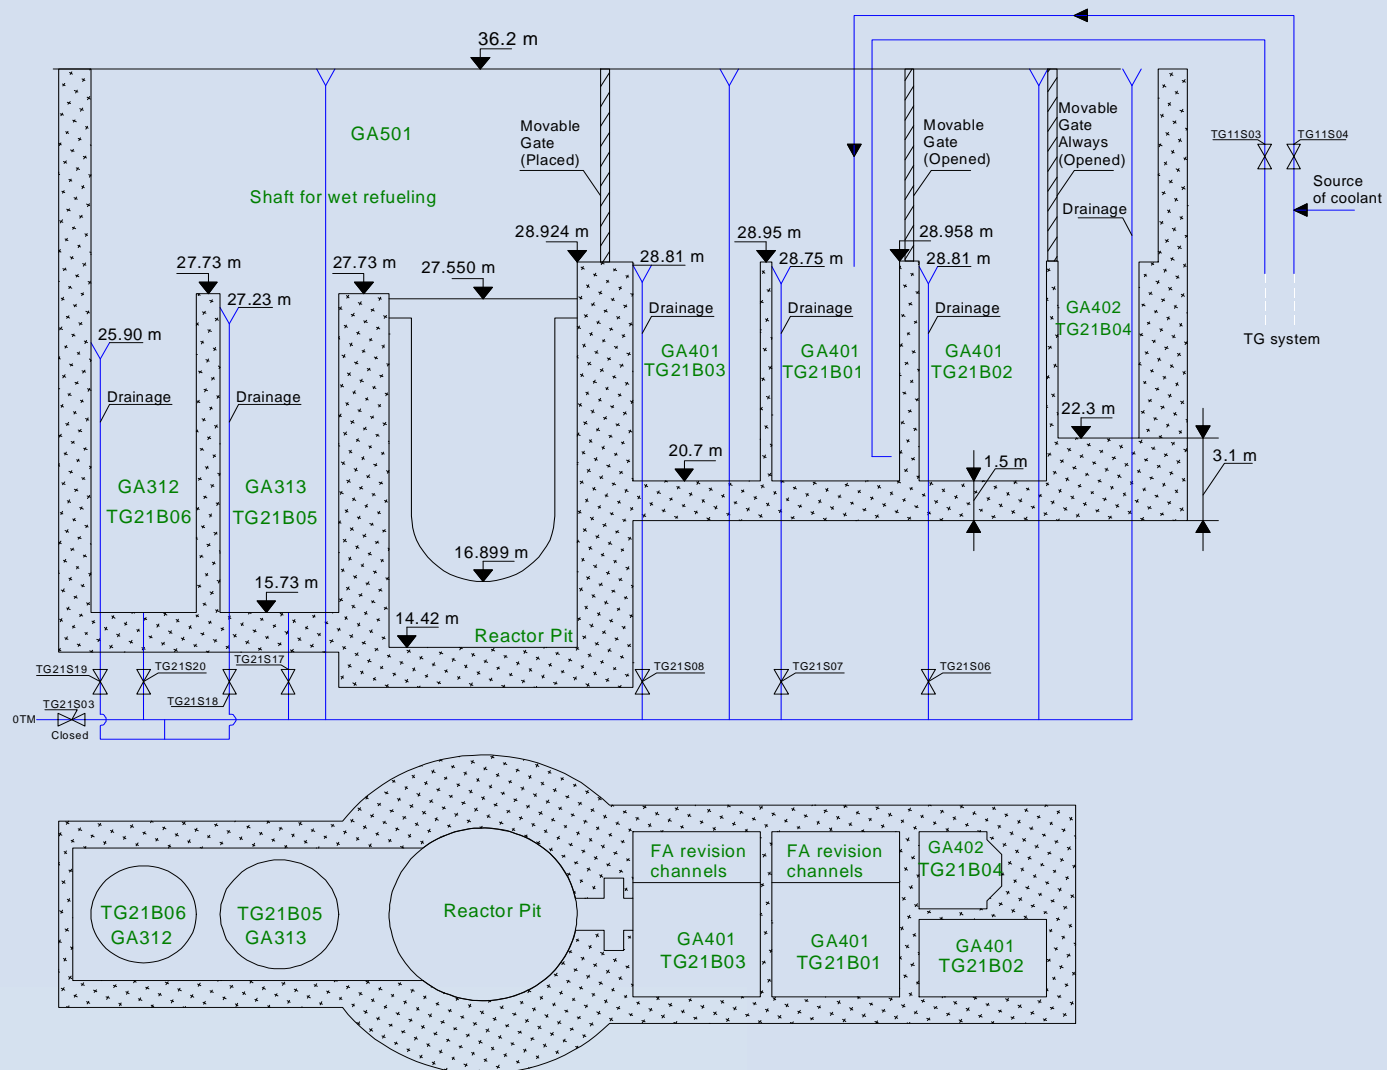 36.2 m
GA501
Shaft for wet refueling
Movable
Gate
(Placed)
Movable
Gate
(Opened)
Movable
Gate
Always
(Opened)
TG11S03
TG11S04
Source
of coolant
Drainage
28.924 m
28.95 m
28.958 m
27.73 m
27.73 m
27.550 m
28.81 m
28.75 m
28.81 m
27.23 m
25.90 m
Drainage
Drainage
Drainage
GA402
TG21B04
TG system
GA401
TG21B03
GA401
TG21B01
GA401
TG21B02
Drainage
Drainage
22.3 m
20.7 m
1.5 m
3.1 m
GA312
TG21B06
GA313
TG21B05
16.899 m
15.73 m
14.42 m
Reactor Pit
TG21S19
TG21S20
TG21S17
TG21S18
TG21S08
TG21S07
TG21S06
TG21S03
0TM
Closed
FA revision
channels
FA revision
channels
GA402
TG21B04
TG21B06
GA312
TG21B05
GA313
Reactor Pit
GA401
TG21B03
GA401
TG21B01
GA401
TG21B02